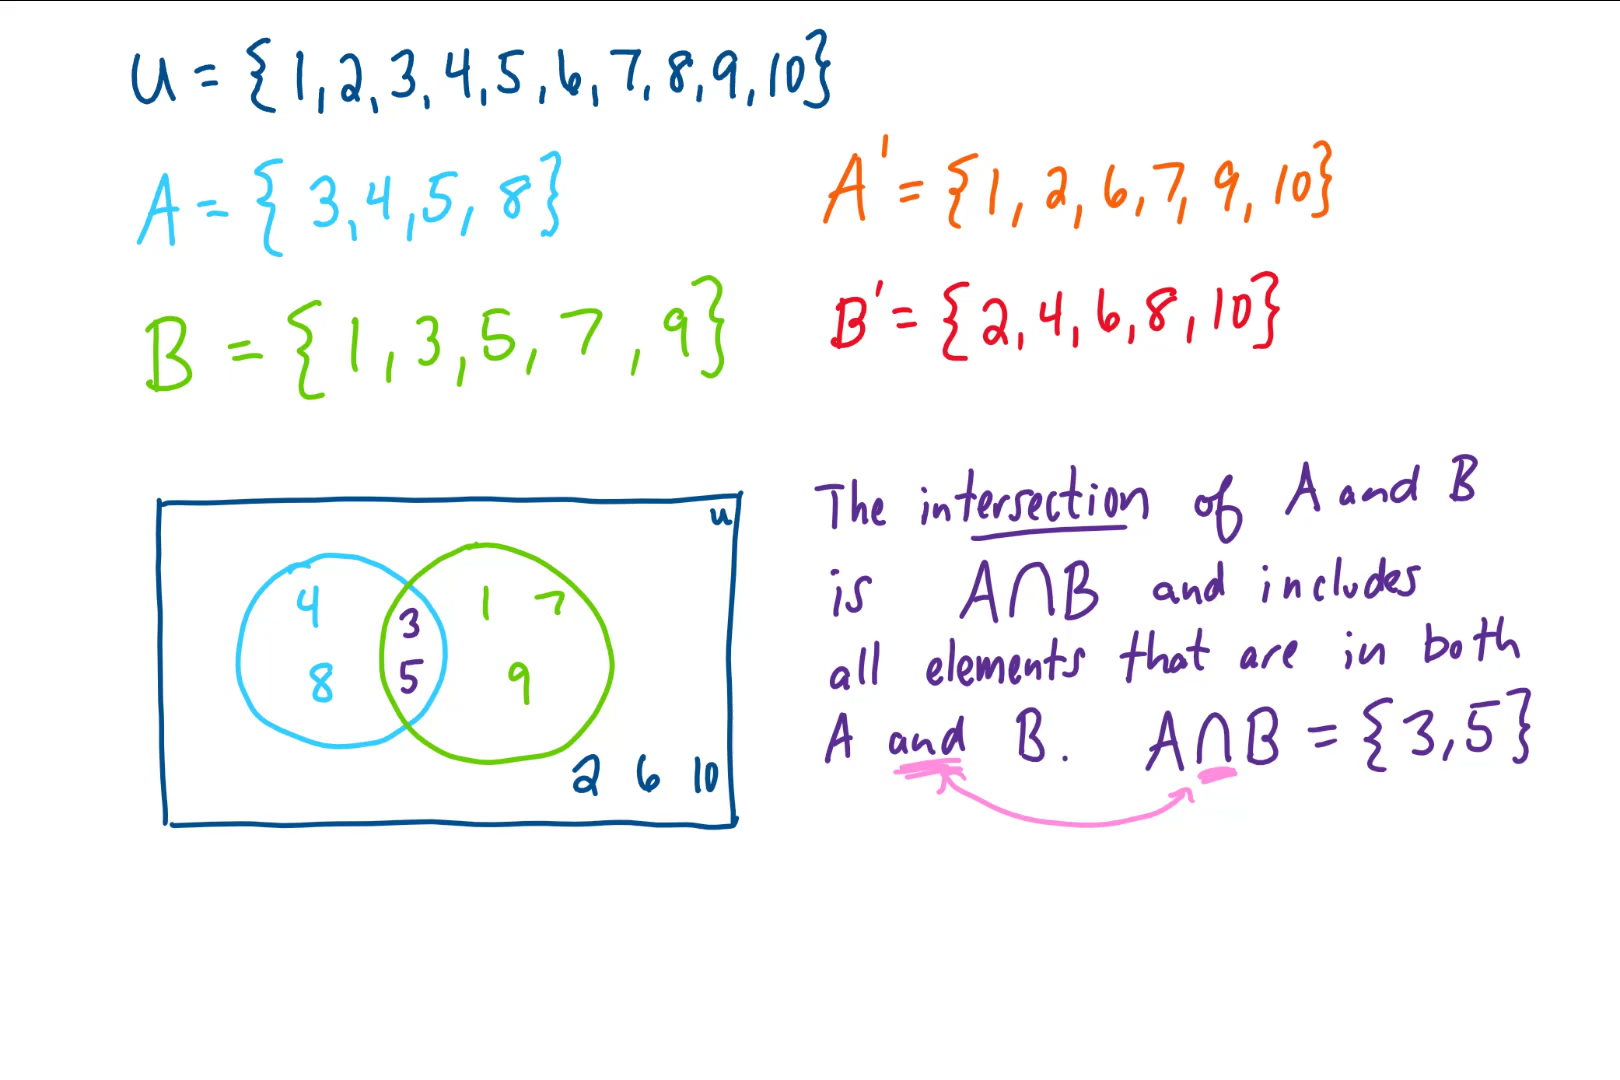 U = {1, 2, 3, 4, 5, 6, 7, 8, 9, 10}
A = {3, 4, 5, 8}
A' = {1, 2, 6, 7, 9, 10}
B = {1, 3, 5, 7, 9}
B' = {2, 4, 6, 8, 10}
U
4 3 1 7
8 5 9
2 6 10
The intersection of A and B
is A∩B and includes
all elements that are in both
A and B. A∩B = {3,5}